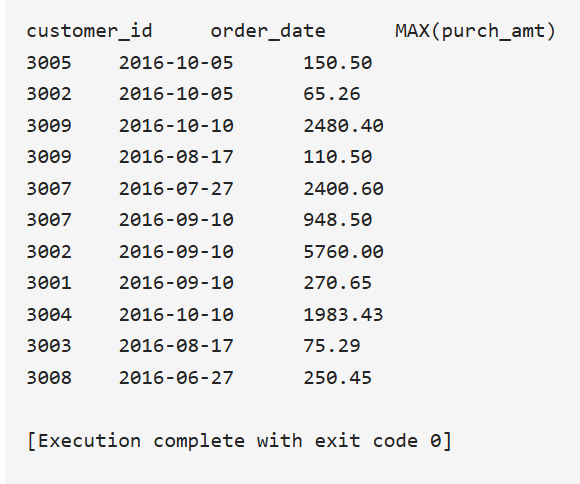 customer_id order_date MAX(purch_amt)
3005 2016-10-05 150.50
3002 2016-10-05 65.26
3009 2016-10-10 2480.40
3009 2016-08-17 110.50
3007 2016-07-27 2400.60
3007 2016-09-10 948.50
3002 2016-09-10 5760.00
3001 2016-09-10 270.65
3004 2016-10-10 1983.43
3003 2016-08-17 75.29
3008 2016-06-27 250.45
[Execution complete with exit code 0]